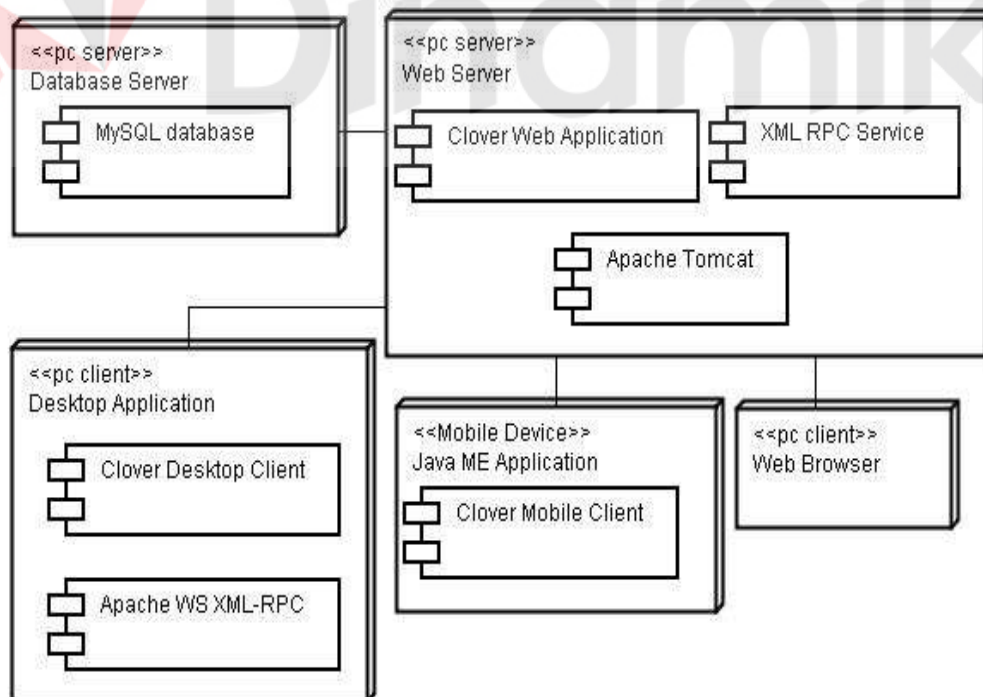 Dinamik
<<pc server>>
Database Server
MySQL database
<<pc server>>
Web Server
Clover Web Application
XML RPC Service
Apache Tomcat
<<pc client>>
Desktop Application
Clover Desktop Client
Apache WS XML-RPC
<<Mobile Device>>
Java ME Application
Clover Mobile Client
<<pc client>>
Web Browser